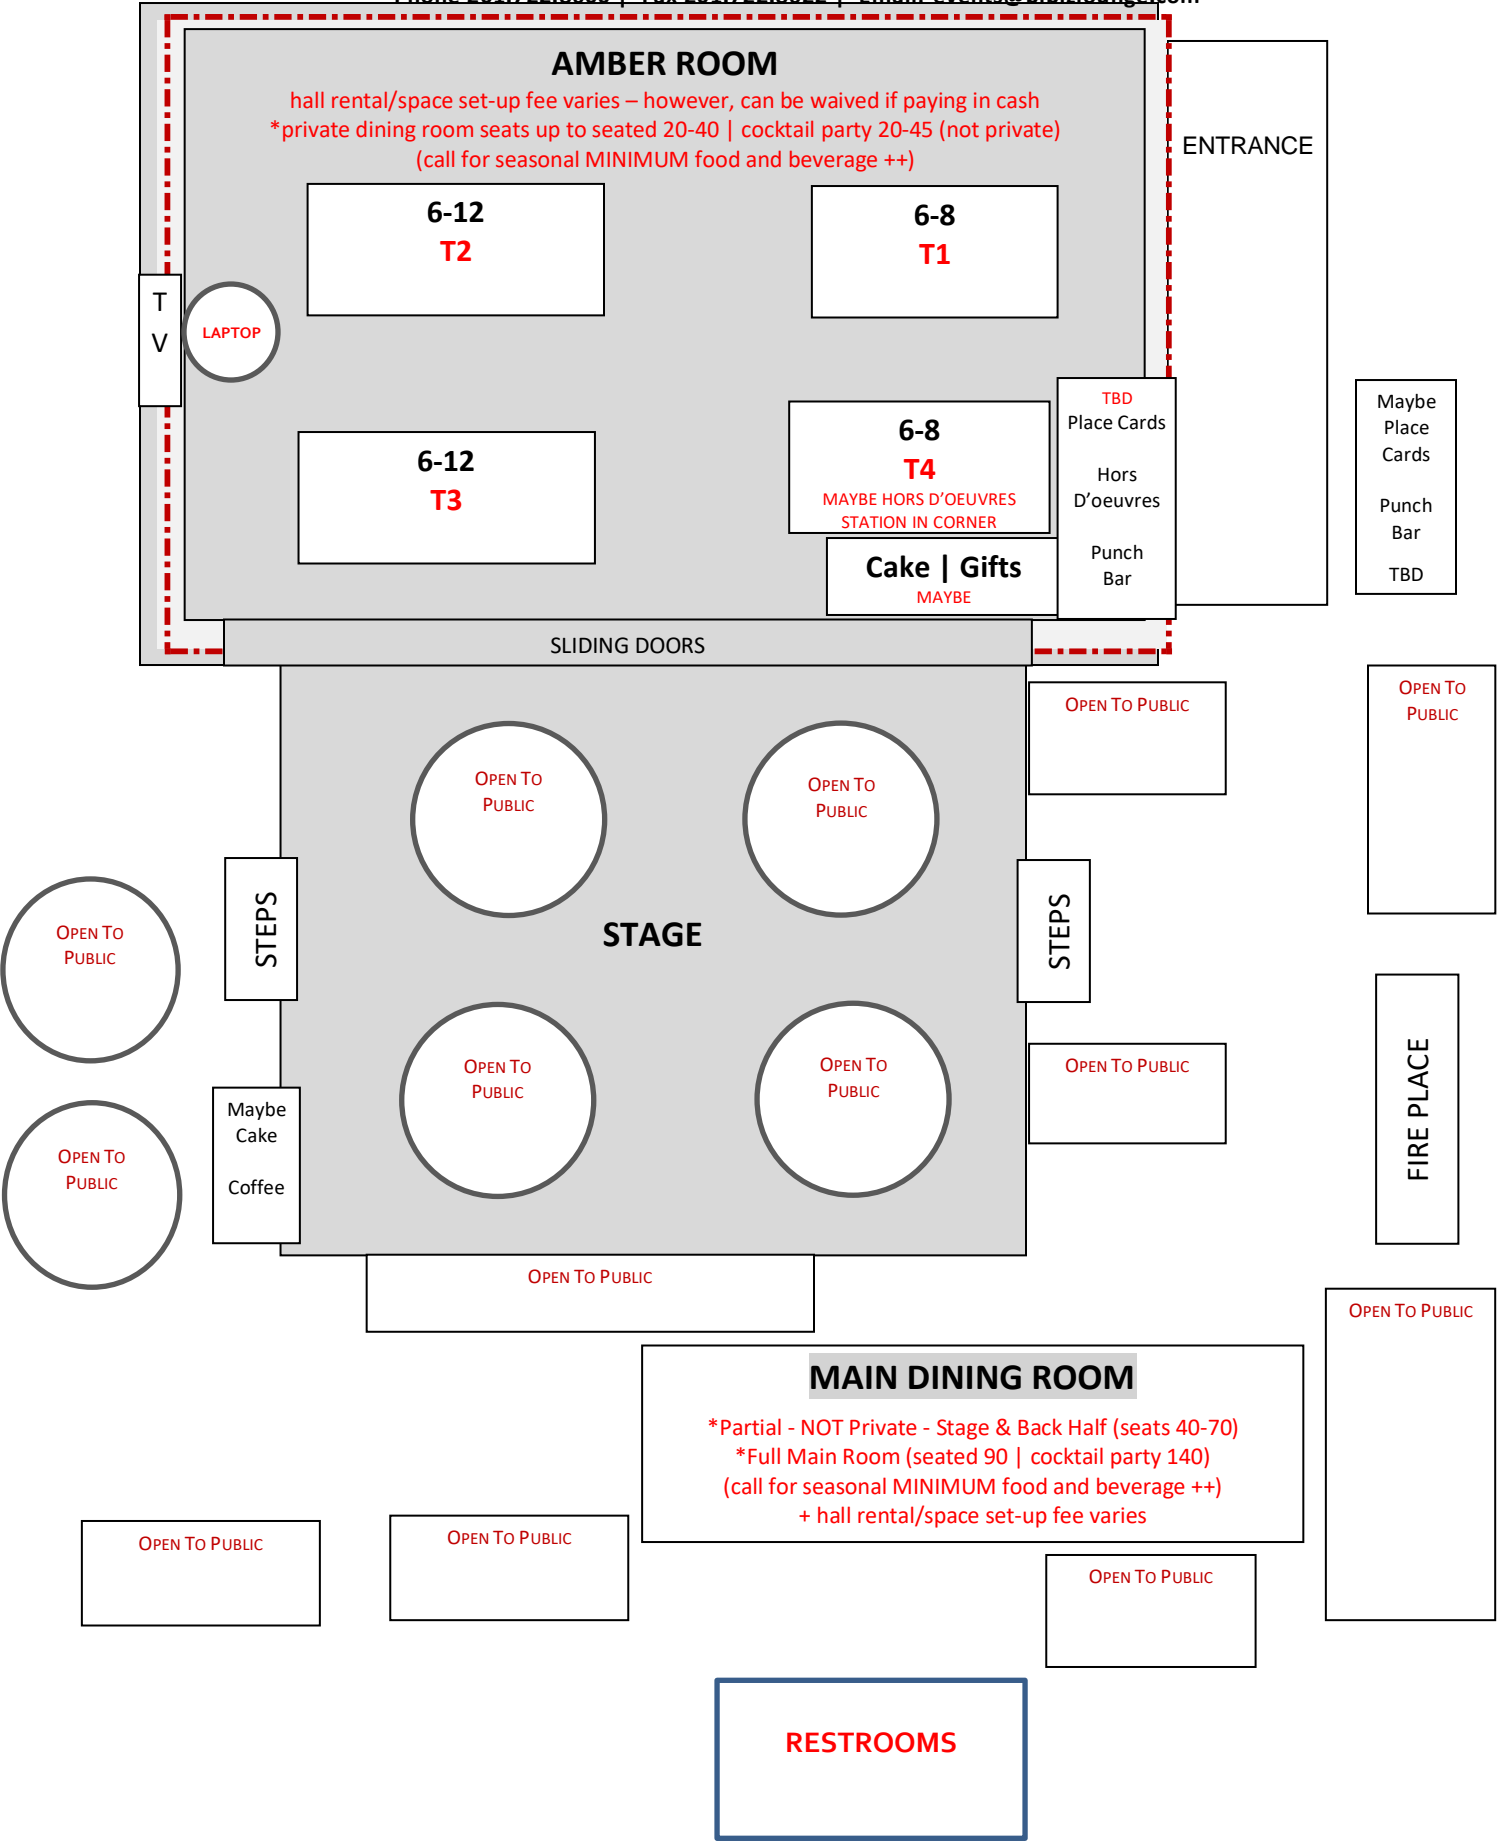 AMBER ROOM
hall rental/space set-up fee varies – however, can be waived if paying in cash
*private dining room seats up to seated 20-40 | cocktail party 20-45 (not private)
(call for seasonal MINIMUM food and beverage ++)
ENTRANCE
6-12
T2
6-8
T1
T
V
LAPTOP
6-12
T3
6-8
T4
MAYBE HORS D'OEUVRES
STATION IN CORNER
TBD
Place Cards
Hors
D'oeuvres
Punch
Bar
Maybe
Place
Cards
Punch
Bar
TBD
Cake | Gifts
MAYBE
SLIDING DOORS
OPEN TO PUBLIC
OPEN TO
PUBLIC
OPEN TO
PUBLIC
OPEN TO
PUBLIC
STEPS
STAGE
STEPS
OPEN TO
PUBLIC
OPEN TO
PUBLIC
OPEN TO
PUBLIC
OPEN TO PUBLIC
FIRE PLACE
Maybe
Cake
Coffee
OPEN TO
PUBLIC
OPEN TO PUBLIC
OPEN TO PUBLIC
MAIN DINING ROOM
*Partial - NOT Private - Stage & Back Half (seats 40-70)
*Full Main Room (seated 90 | cocktail party 140)
(call for seasonal MINIMUM food and beverage ++)
+ hall rental/space set-up fee varies
OPEN TO PUBLIC
OPEN TO PUBLIC
OPEN TO PUBLIC
RESTROOMS